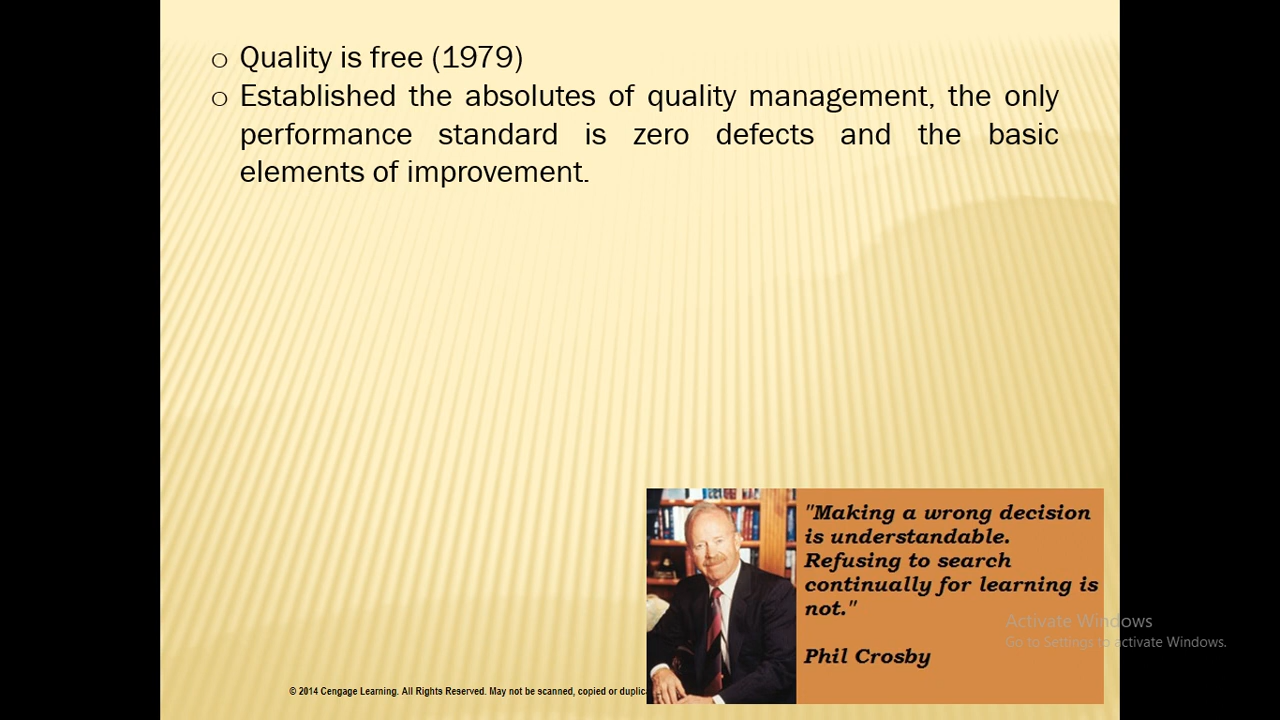 o Quality is free (1979)
o Established the absolutes of quality management, the only
performance standard is zero defects and the basic
elements of improvement.
"Making a wrong decision
is understandable.
Refusing to search
continually for learning is
not."
Phil Crosby
Activate Windows
Go to Settings to activate Windows.
© 2014 Cengage Learning. All Rights Reserved. May not be scanned, copied or